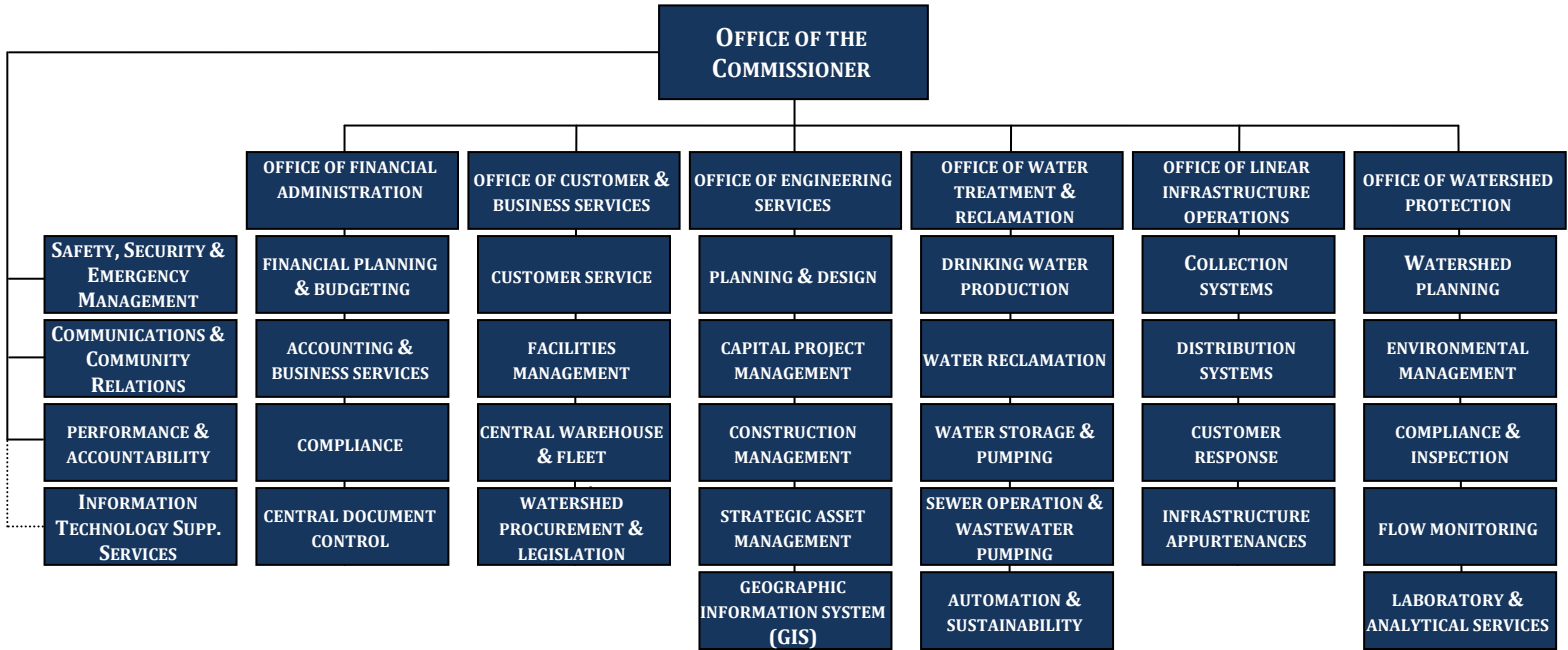 OFFICE OF THE
COMMISSIONER
OFFICE OF FINANCIAL
ADMINISTRATION
OFFICE OF CUSTOMER &
BUSINESS SERVICES
OFFICE OF ENGINEERING
SERVICES
OFFICE OF WATER
TREATMENT &
RECLAMATION
OFFICE OF LINEAR
INFRASTRUCTURE
OPERATIONS
OFFICE OF WATERSHED
PROTECTION
SAFETY, SECURITY &
EMERGENCY
MANAGEMENT
COMMUNICATIONS &
COMMUNITY
RELATIONS
PERFORMANCE &
ACCOUNTABILITY
INFORMATION
TECHNOLOGY SUPP.
SERVICES
FINANCIAL PLANNING
& BUDGETING
ACCOUNTING &
BUSINESS SERVICES
COMPLIANCE
CENTRAL DOCUMENT
CONTROL
CUSTOMER SERVICE
FACILITIES
MANAGEMENT
CENTRAL WAREHOUSE
& FLEET
WATERSHED
PROCUREMENT &
LEGISLATION
PLANNING & DESIGN
CAPITAL PROJECT
MANAGEMENT
CONSTRUCTION
MANAGEMENT
STRATEGIC ASSET
MANAGEMENT
GEOGRAPHIC
INFORMATION SYSTEM
(GIS)
DRINKING WATER
PRODUCTION
WATER RECLAMATION
WATER STORAGE &
PUMPING
SEWER OPERATION &
WASTEWATER
PUMPING
AUTOMATION &
SUSTAINABILITY
COLLECTION
SYSTEMS
DISTRIBUTION
SYSTEMS
CUSTOMER
RESPONSE
INFRASTRUCTURE
APPURTENANCES
WATERSHED
PLANNING
ENVIRONMENTAL
MANAGEMENT
COMPLIANCE &
INSPECTION
FLOW MONITORING
LABORATORY &
ANALYTICAL SERVICES